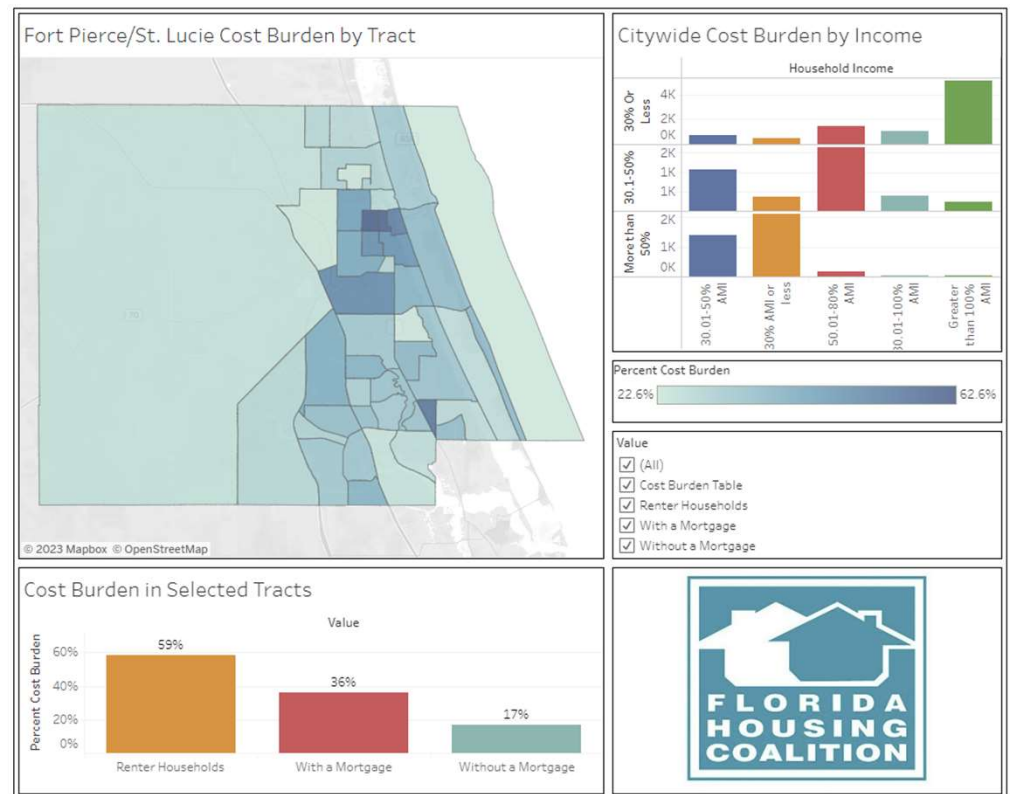 Fort Pierce/St. Lucie Cost Burden by Tract
© 2023 Mapbox © OpenStreetMap
Citywide Cost Burden by Income
Household Income
30% Or
Less
4K
2K
0K
30.1-50%
2K
1K
1K
More than
50%
2K
1K
0K
30.01-50%
AMI
30% AMI or
less
50.01-80%
AMI
30.01-100%
AMI
Greater
than 100%
AMI
Percent Cost Burden
22.6%
62.6%
Value
(All)
Cost Burden Table
Renter Households
With a Mortgage
Without a Mortgage
Cost Burden in Selected Tracts
Value
Percent Cost Burden
60%
40%
20%
0%
59%
36%
17%
Renter Households
With a Mortgage
Without a Mortgage
FLORIDA
HOUSING
COALITION